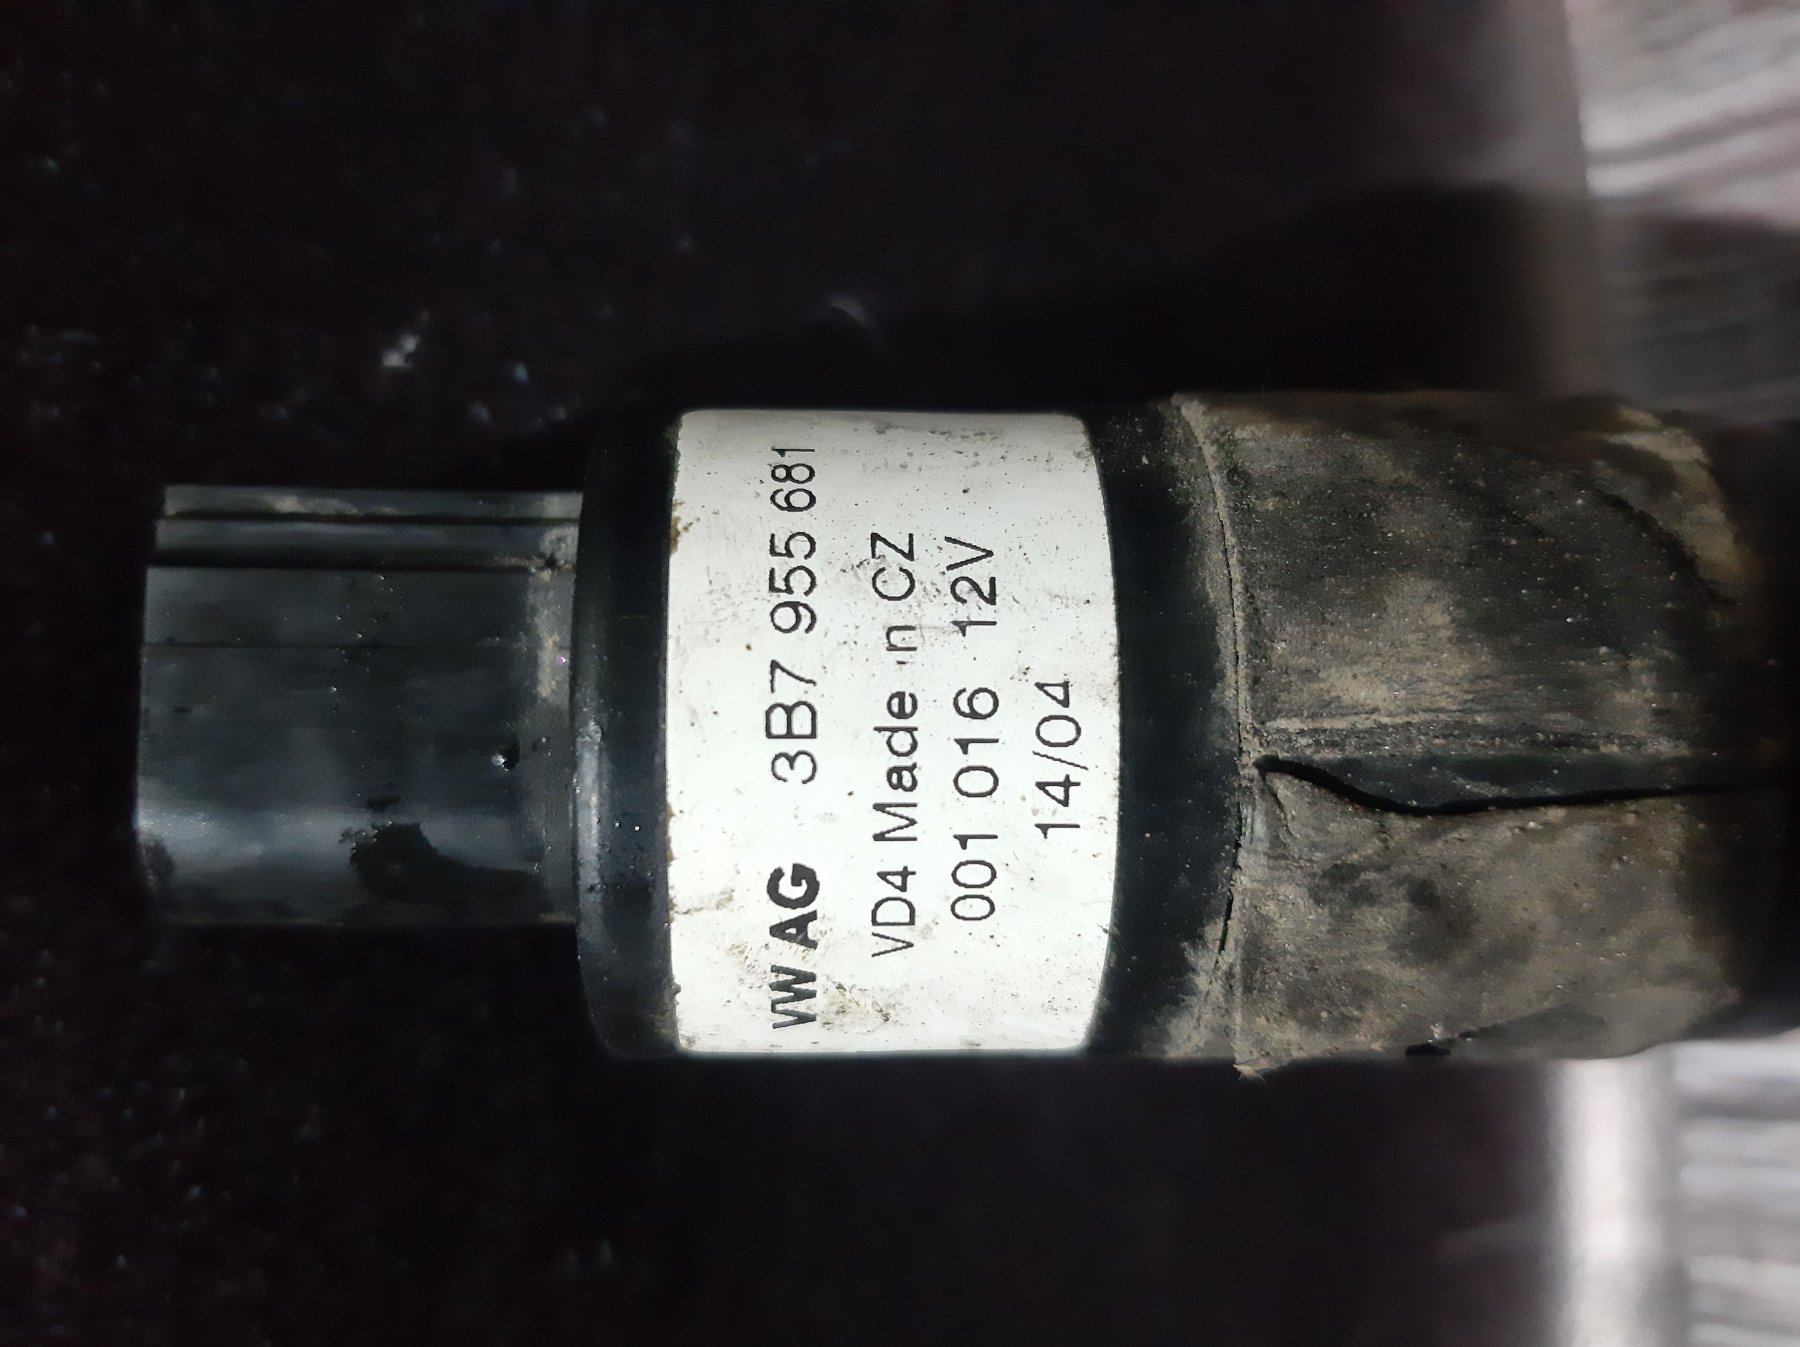 VW AG 3B7 955 681
VD4 Made in CZ
001 016 12V
14/04